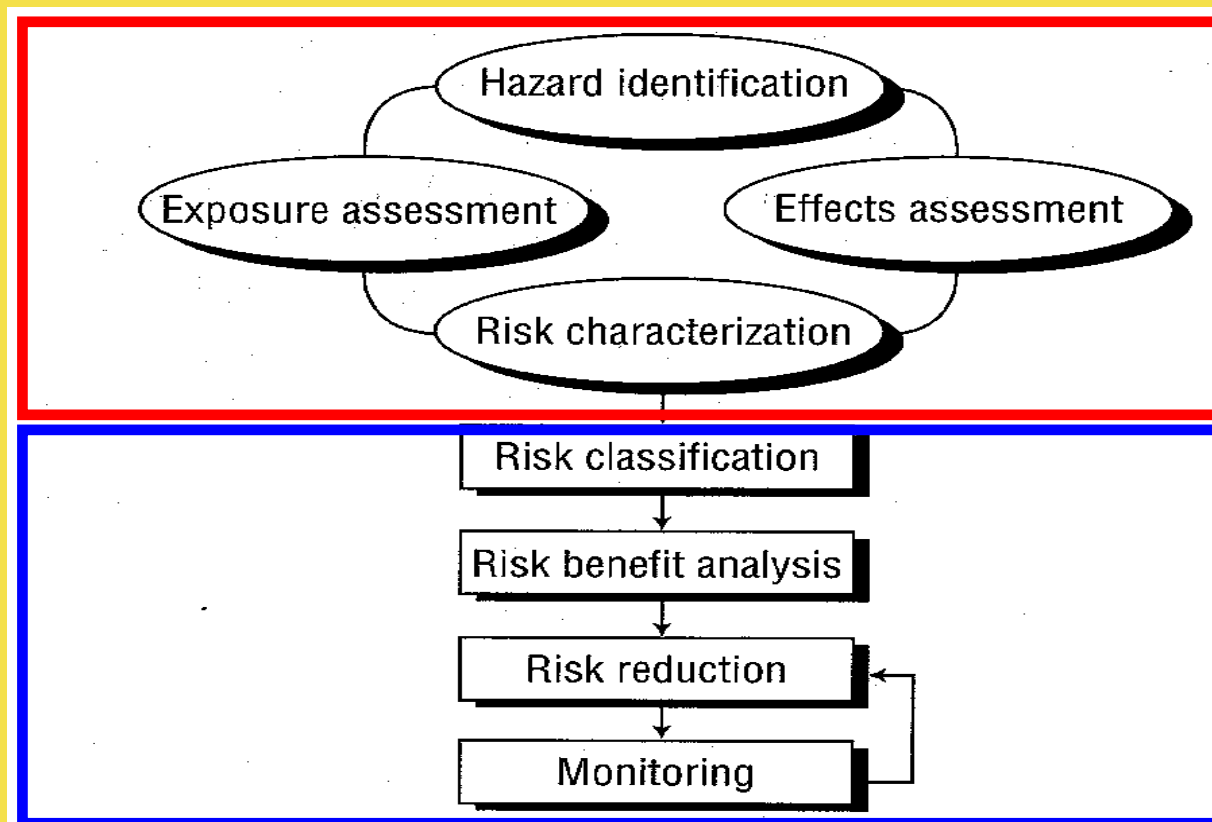 Hazard identification
Exposure assessment
Effects assessment
Risk characterization
Risk classification
Risk benefit analysis
Risk reduction
Monitoring